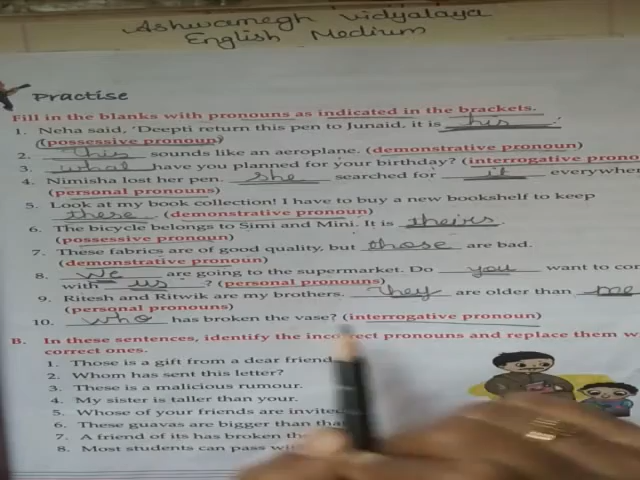 Ashwamegh Vidyalaya
English Medium
Practise
Fill in the blanks with pronouns as indicated in the brackets.
1. Neha said, 'Deepti return this pen to Junaid. it is his
(possessive pronoun)
2. This sounds like an aeroplane. (demonstrative pronoun)
3. what have you planned for your birthday? (interrogative prono
4. Nimisha lost her pen. she searched for it everywher
(personal pronouns)
5. Look at my book collection! I have to buy a new bookshelf to keep
these. (demonstrative pronoun)
6. The bicycle belongs to Simi and Mini. It is theirs.
(possessive pronoun)
7. These fabrics are of good quality, but those are bad.
(demonstrative pronoun)
8. We are going to the supermarket. Do you want to com
with us? (personal pronouns)
9. Ritesh and Ritwik are my brothers. They are older than me
(personal pronouns)
10. who has broken the vase? (interrogative pronoun)
B. In these sentences, identify the incorrect pronouns and replace them w
correct ones.
1. Those is a gift from a dear friend
2. Whom has sent this letter?
3. These is a malicious rumour.
4. My sister is taller than your.
5. Whose of your friends are invite
6. These guavas are bigger than tha
7. A friend of its has broken th
8. Most students can pass wi